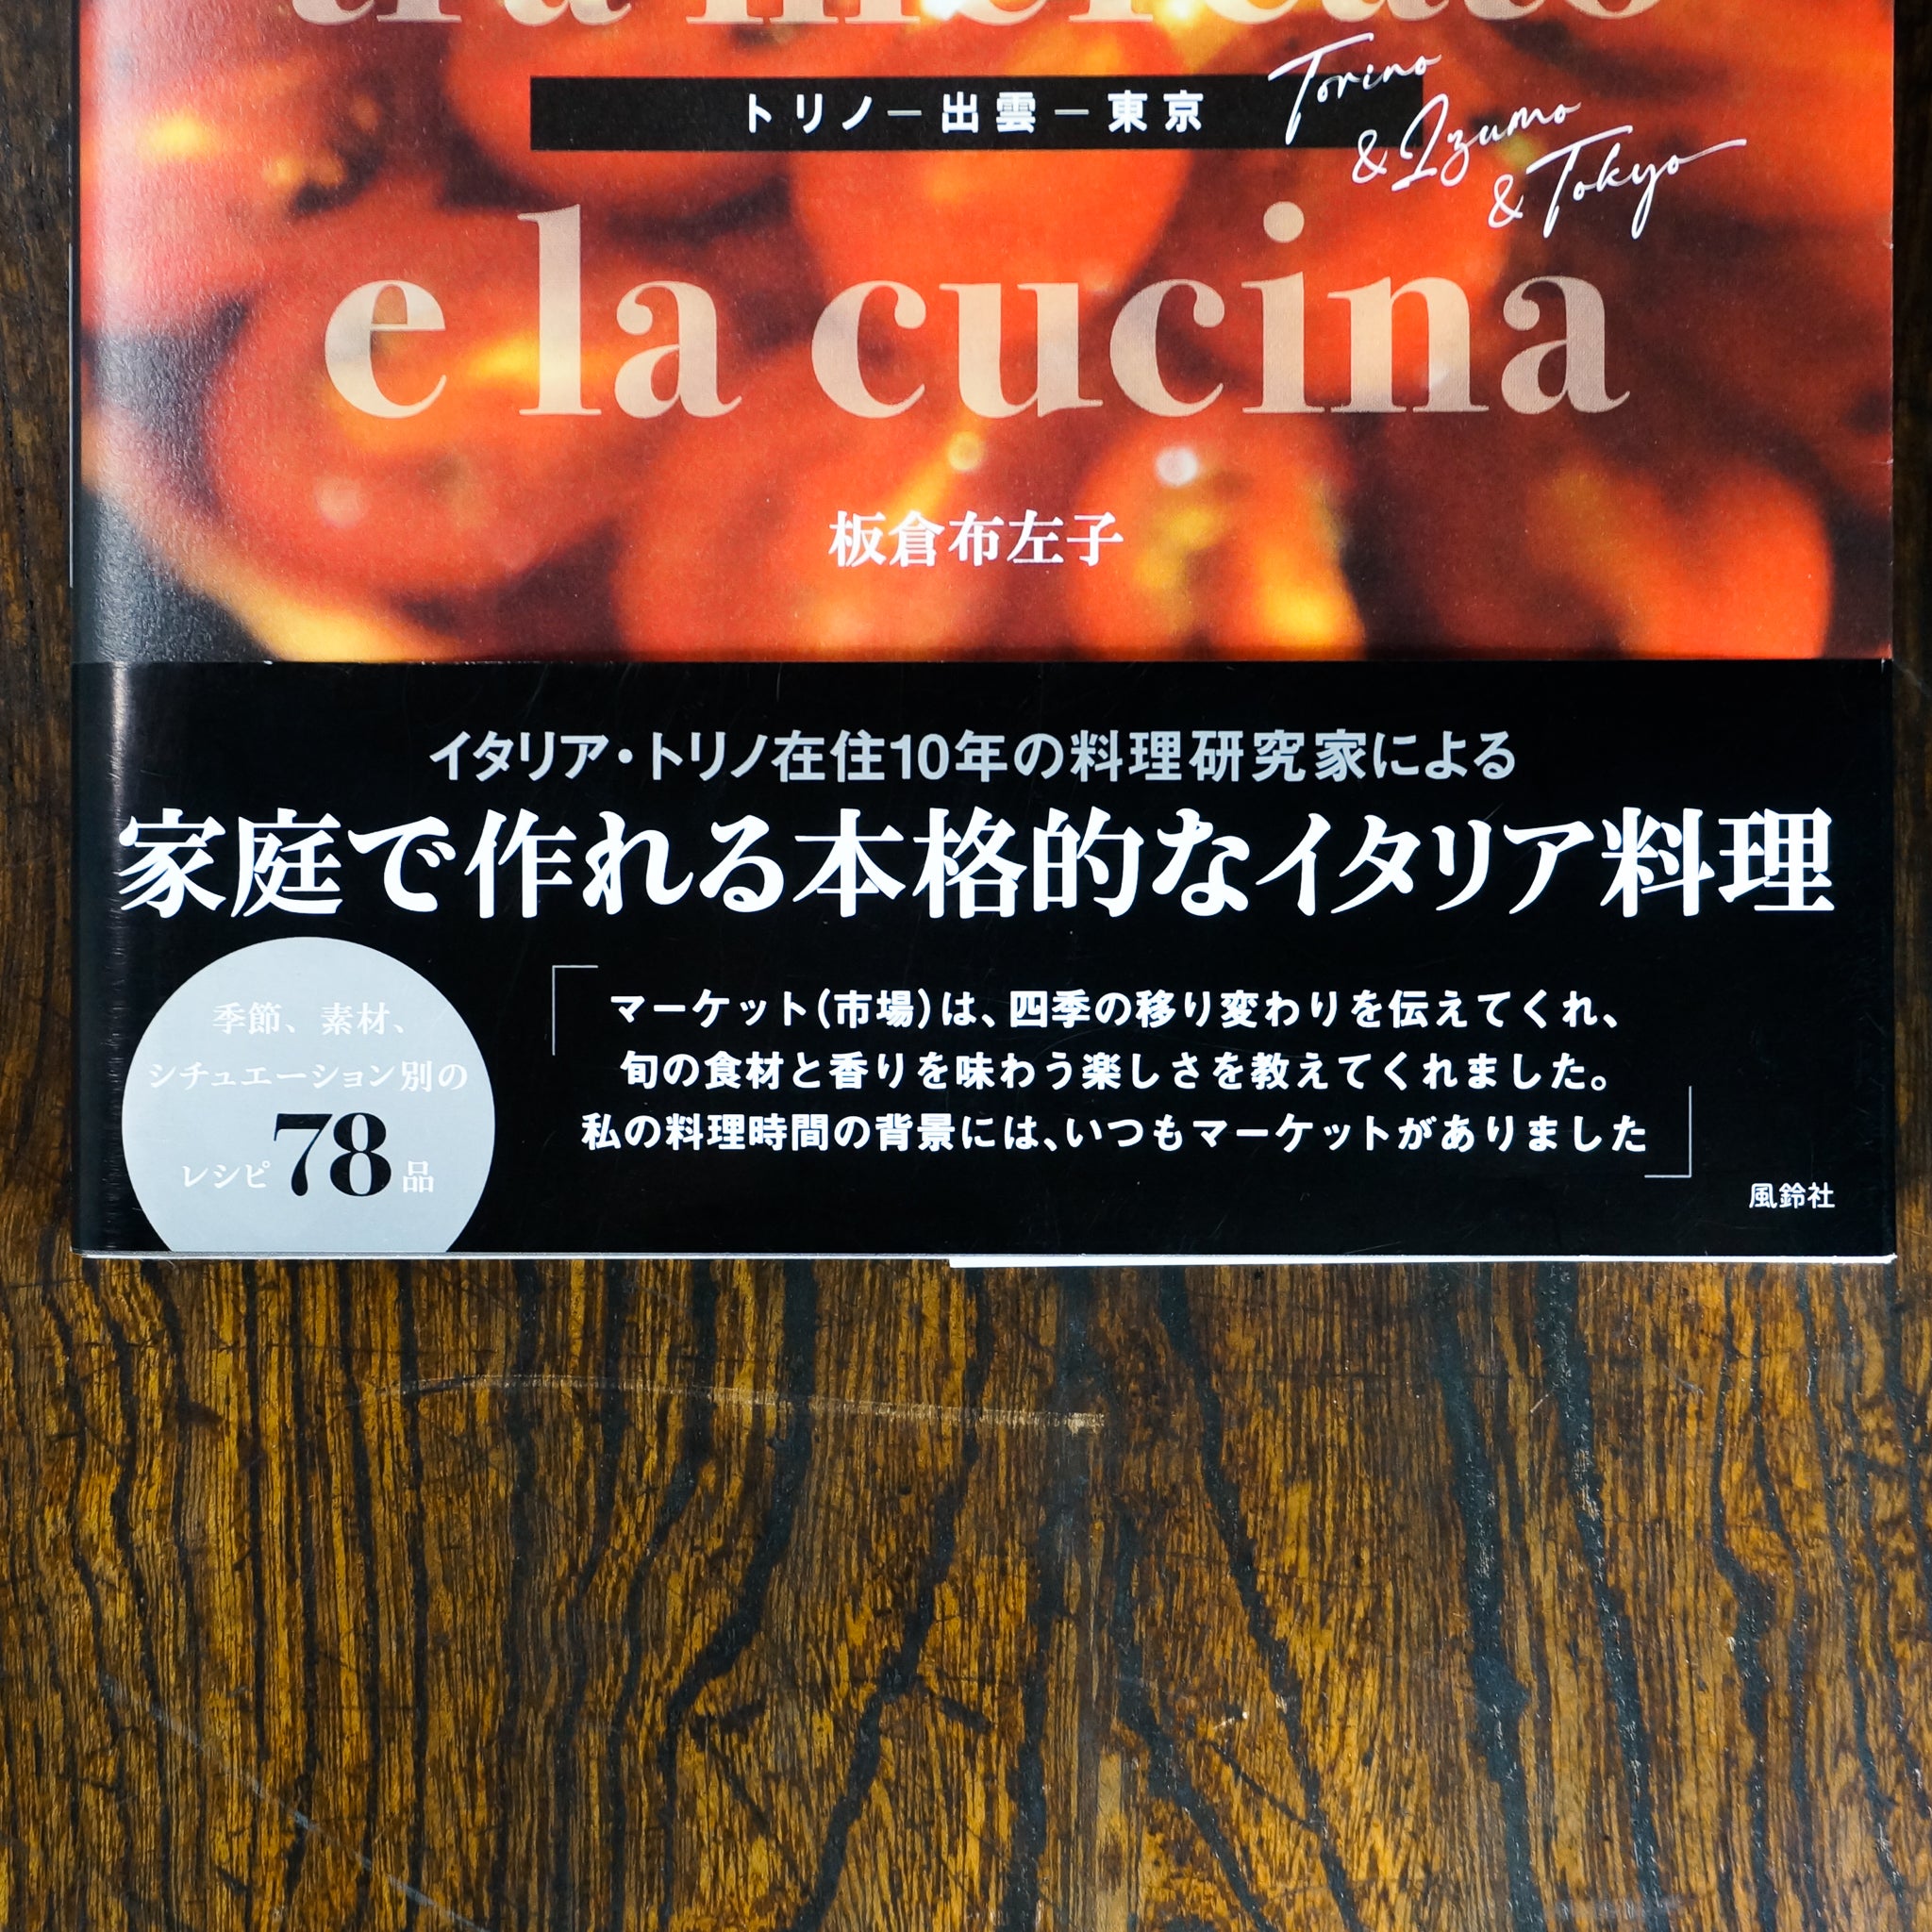 tra mercato
トリノ—出雲—東京
Torino
& Izumo
& Tokyo
e la cucina
板倉布左子
イタリア・トリノ在住10年の料理研究家による
家庭で作れる本格的なイタリア料理
季節、素材、
シチュエーション別の
レシピ78品
「マーケット(市場)は、四季の移り変わりを伝えてくれ、
旬の食材と香りを味わう楽しさを教えてくれました。
私の料理時間の背景には、いつもマーケットがありました」
風鈴社